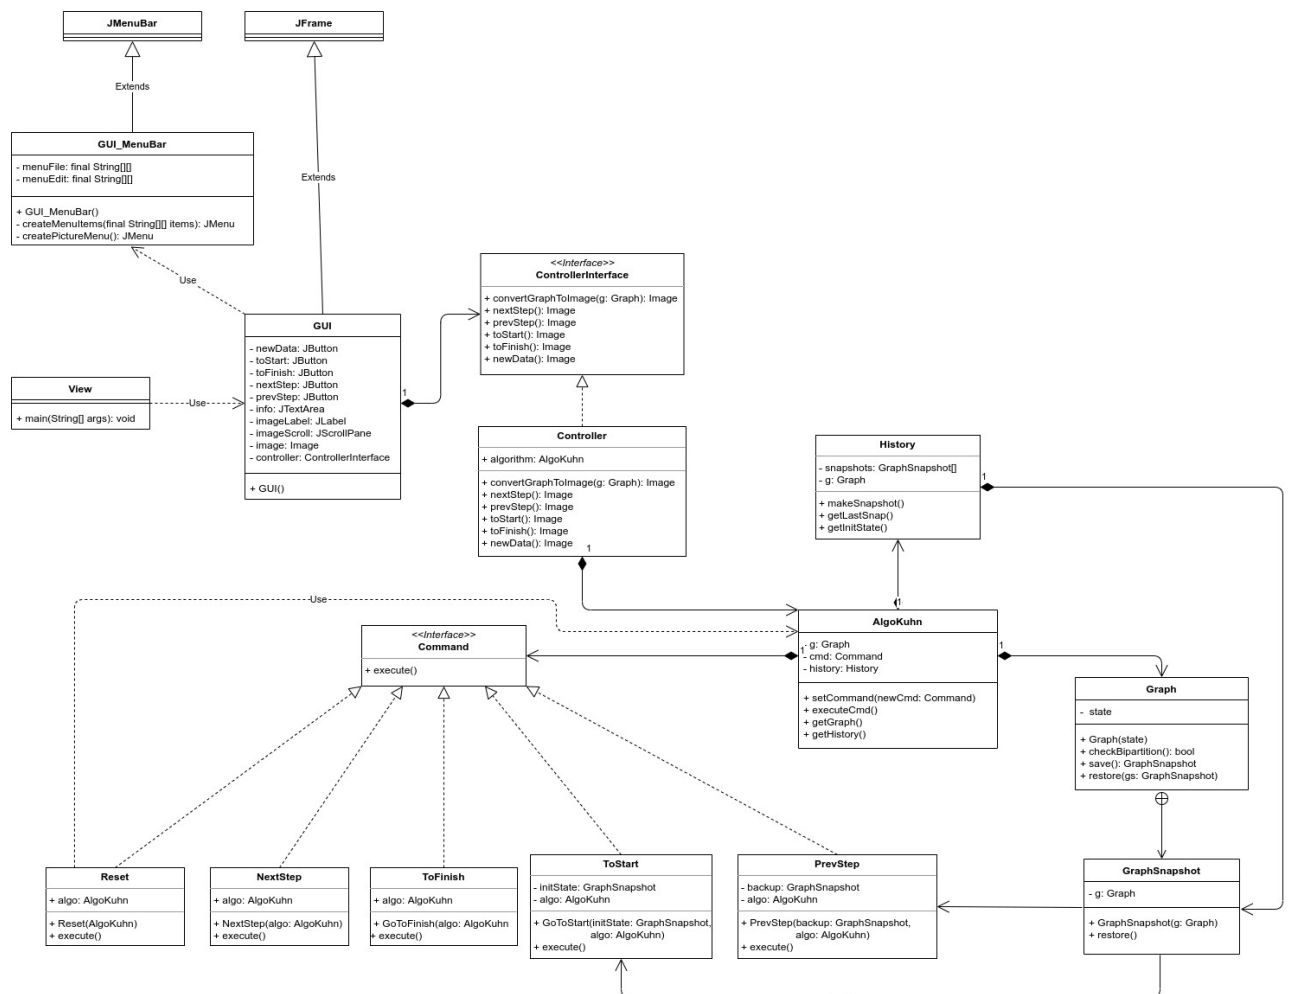 JMenuBar
JFrame
Extends
GUI_MenuBar
- menuFile: final String[][]
- menuEdit: final String[][]
+ GUI_MenuBar()
- createMenuItems(final String[][] items): JMenu
- createPictureMenu(): JMenu
Extends
Use
<<Interface>>
ControllerInterface
+ convertGraphToImage(g: Graph): Image
+ nextStep(): Image
+ prevStep(): Image
+ toStart(): Image
+ toFinish(): Image
+ newData(): Image
GUI
- newData: JButton
- toStart: JButton
- toFinish: JButton
- nextStep: JButton
- prevStep: JButton
- info: JTextArea
- imageLabel: JLabel
- imageScroll: JScrollPane
- image: Image
- controller: ControllerInterface
+ GUI()
1
View
+ main(String[] args): void
Use
Controller
+ algorithm: AlgoKuhn
+ convertGraphToImage(g: Graph): Image
+ nextStep(): Image
+ prevStep(): Image
+ toStart(): Image
+ toFinish(): Image
+ newData(): Image
1
History
- snapshots: GraphSnapshot[]
- g: Graph
+ makeSnapshot()
+ getLastSnap()
+ getInitState()
1
Use
1
<<Interface>>
Command
+ execute()
AlgoKuhn
- g: Graph
- cmd: Command
- history: History
+ setCommand(newCmd: Command)
+ executeCmd()
+ getGraph()
+ getHistory()
1
1
Graph
- state
+ Graph(state)
+ checkBipartition(): bool
+ save(): GraphSnapshot
+ restore(gs: GraphSnapshot)
Reset
+ algo: AlgoKuhn
+ Reset(AlgoKuhn)
+ execute()
NextStep
+ algo: AlgoKuhn
+ NextStep(algo: AlgoKuhn)
+ execute()
ToFinish
+ algo: AlgoKuhn
+ GoToFinish(algo: AlgoKuhn
+ execute()
ToStart
- initState: GraphSnapshot
- algo: AlgoKuhn
+ GoToStart(initState: GraphSnapshot,
algo: AlgoKuhn)
+ execute()
PrevStep
- backup: GraphSnapshot
- algo: AlgoKuhn
+ PrevStep(backup: GraphSnapshot,
algo: AlgoKuhn)
+ execute()
GraphSnapshot
- g: Graph
+ GraphSnapshot(g: Graph)
+ restore()